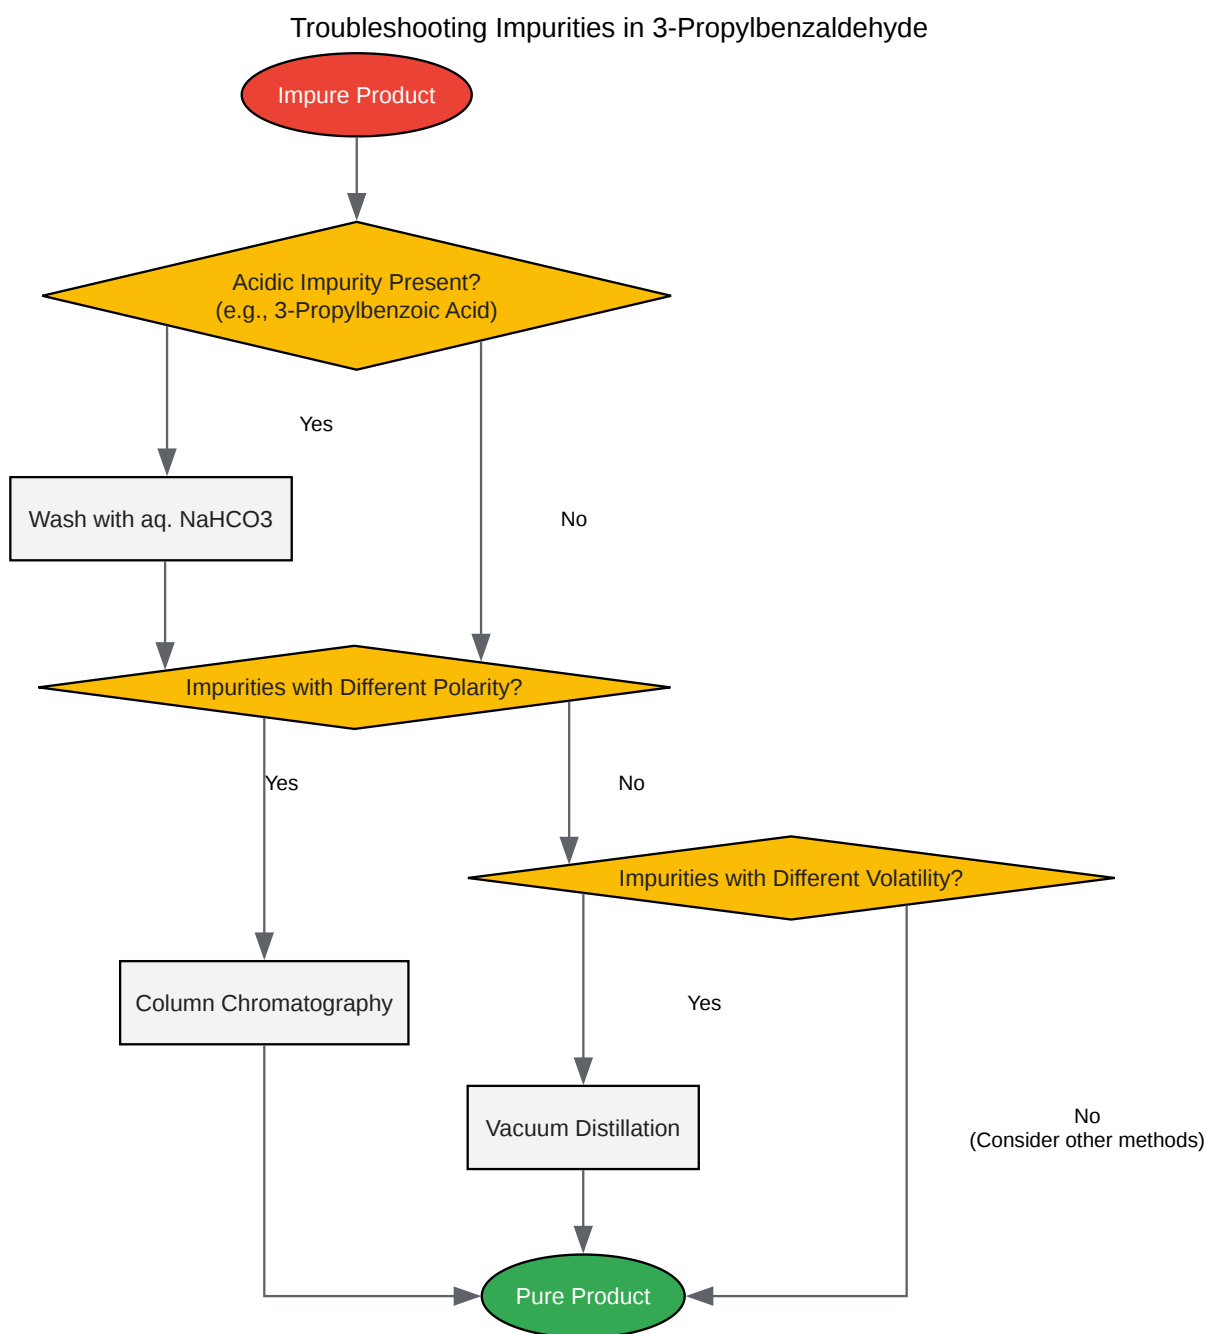 Troubleshooting Impurities in 3-Propylbenzaldehyde
Impure Product
Acidic Impurity Present?
(e.g., 3-Propylbenzoic Acid)
Yes
Wash with aq. NaHCO3
No
Impurities with Different Polarity?
Yes
No
Impurities with Different Volatility?
Column Chromatography
Yes
Vacuum Distillation
No
(Consider other methods)
Pure Product